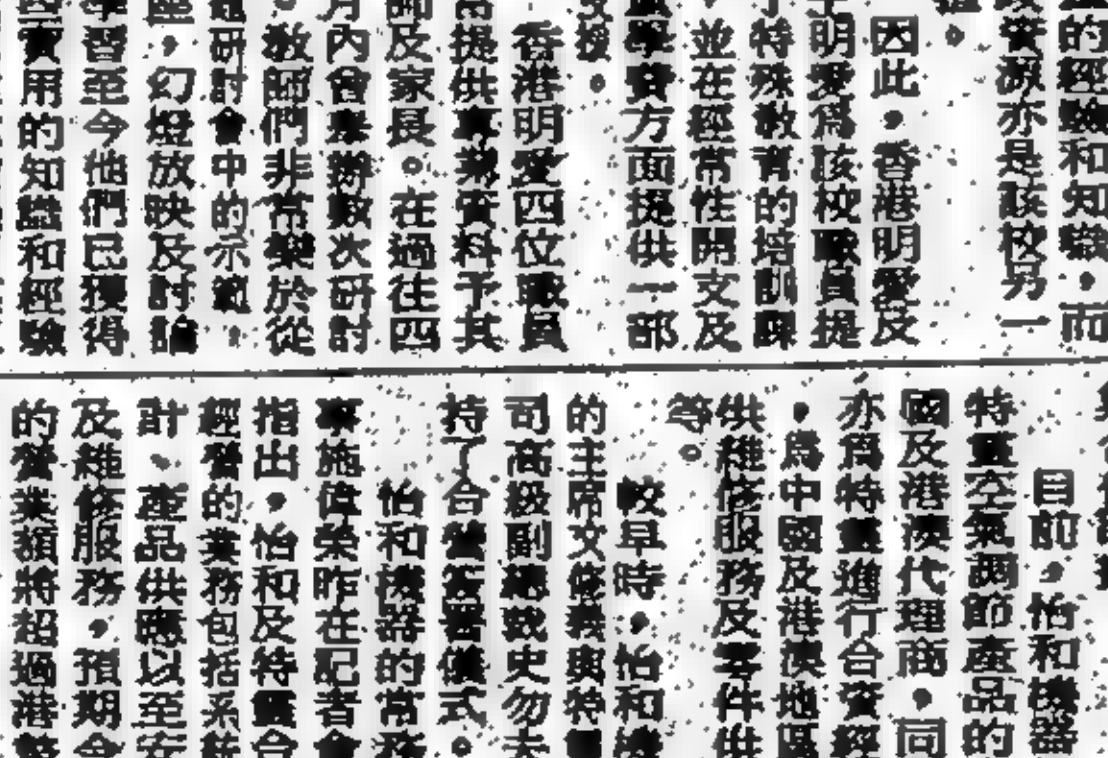 的經驗和知識,而
資源亦是該校另一
因此,香港明愛反
明愛為該校職員提
特殊教育的培訓課
並在經常性開支及
方面提供一部
香港明愛四位職員
提供專業資料予其
及家長。在過往四
月內會舉辦數次研討
教師們非常樂於從
研討會中的示範,
,幻燈放映及討論
學習至今他們已獲得
實用的知識和經驗
目前,怡和機器
特靈空氣調節產品的
國及港澳代理商,同
亦為特靈進行合資經
,為中國及港澳地區
供維修服務及零件供
等。
較早時,怡和機
的主席文俊義與特靈
司高級副總裁史勿夫
持了合營簽署儀式。
怡和機器的常務
事施偉榮昨在記者會
指出,怡和及特靈合
經營的業務包括系統
計,產品供應以至安
及維修服務,預期今
的營業額將超過港幣